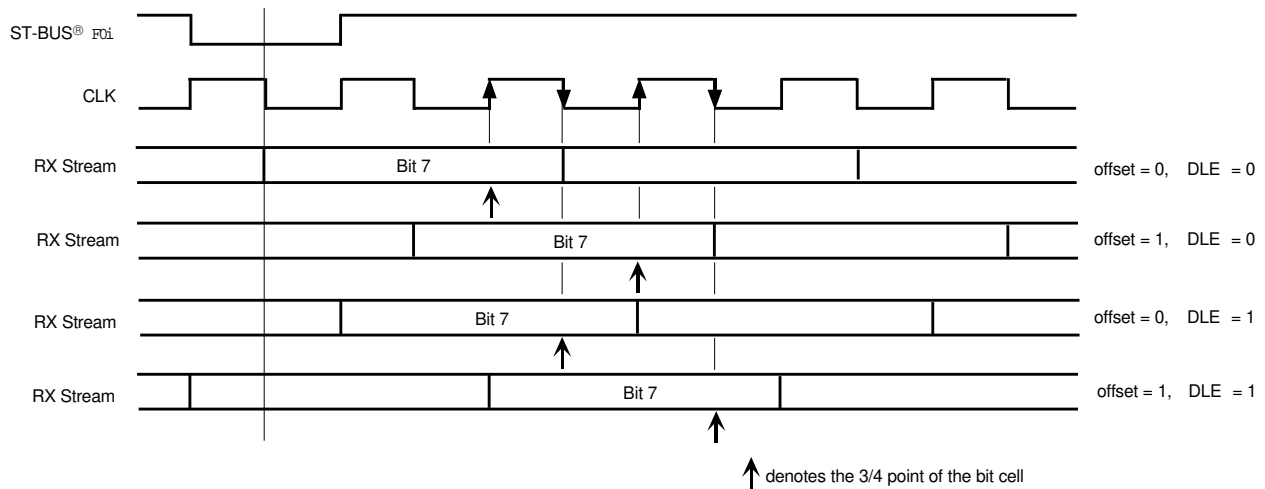 ST-BUS® F0i
CLK
RX Stream Bit 7 offset = 0, DLE = 0
RX Stream Bit 7 offset = 1, DLE = 0
RX Stream Bit 7 offset = 0, DLE = 1
RX Stream Bit 7 offset = 1, DLE = 1
denotes the 3/4 point of the bit cell